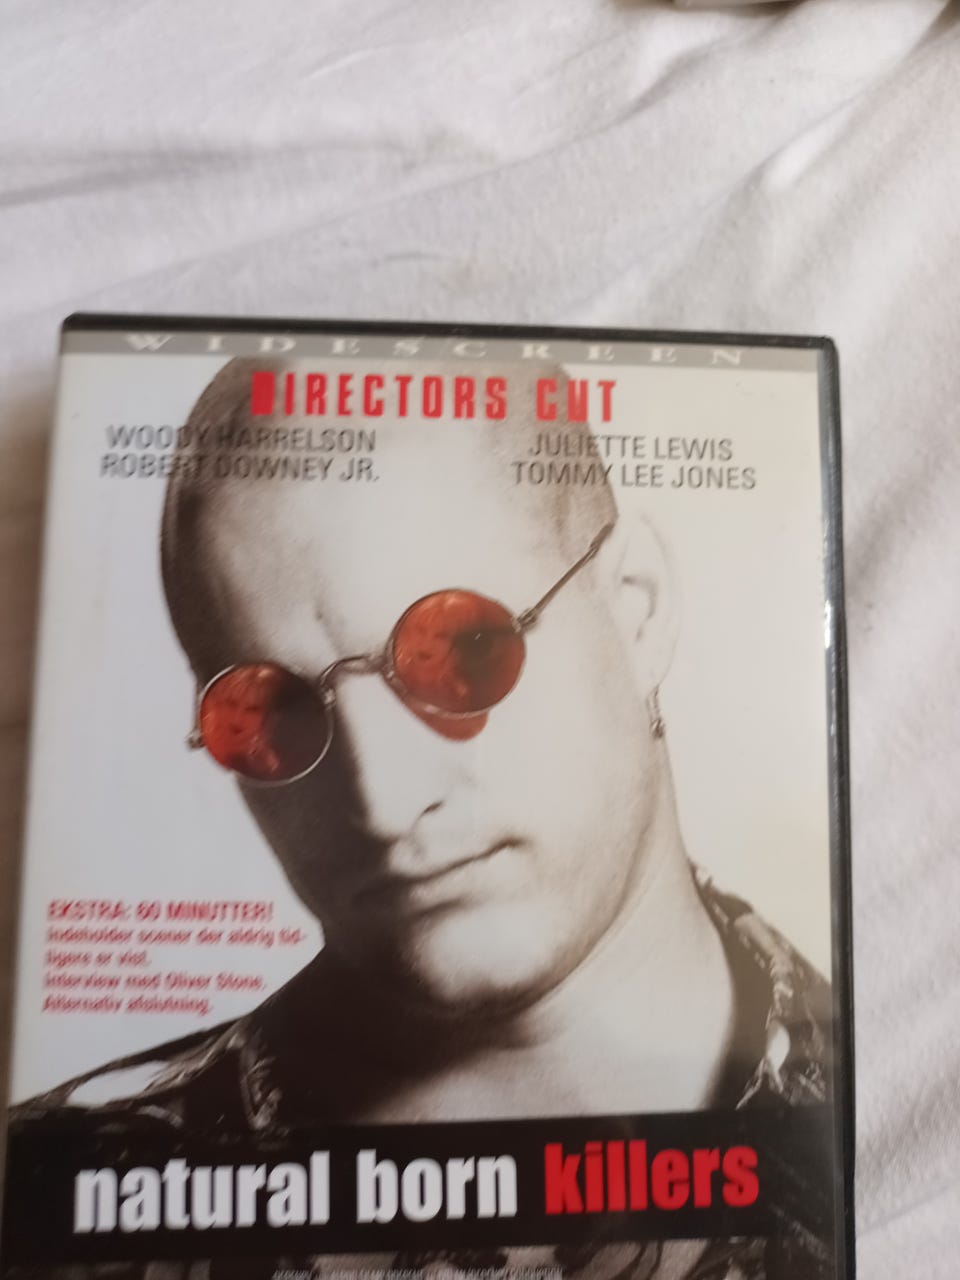 WIDESCREEN
DIRECTORS CUT
WOODY HARRELSON
ROBERT DOWNEY JR.
JULIETTE LEWIS
TOMMY LEE JONES
EKSTRA: 60 MINUTTER!
Indeholder scener der aldrig tid-
ligere er vist.
Interview med Oliver Stone.
Alternativ afslutning.
natural born killers